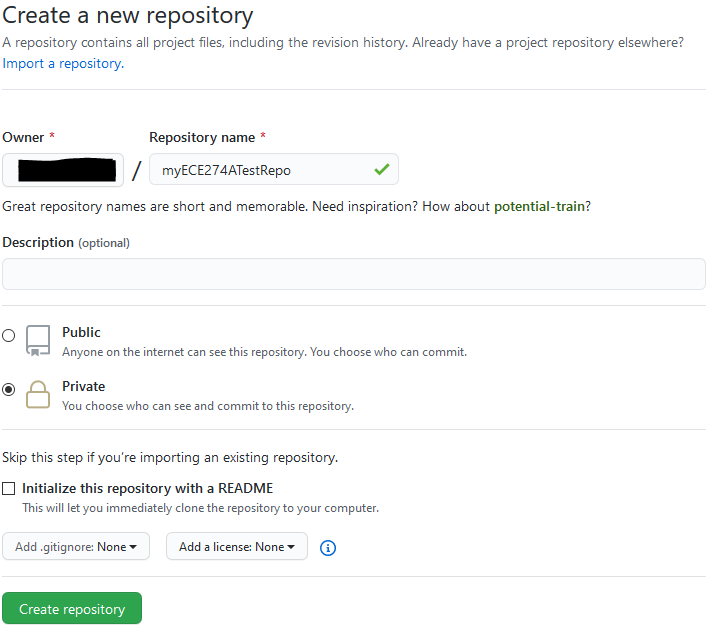 Create a new repository
A repository contains all project files, including the revision history. Already have a project repository elsewhere?
Import a repository.
Owner * Repository name *
/ myECE274ATestRepo
Great repository names are short and memorable. Need inspiration? How about potential-train?
Description (optional)
Public
Anyone on the internet can see this repository. You choose who can commit.
Private
You choose who can see and commit to this repository.
Skip this step if you're importing an existing repository.
Initialize this repository with a README
This will let you immediately clone the repository to your computer.
Add .gitignore: None Add a license: None
Create repository